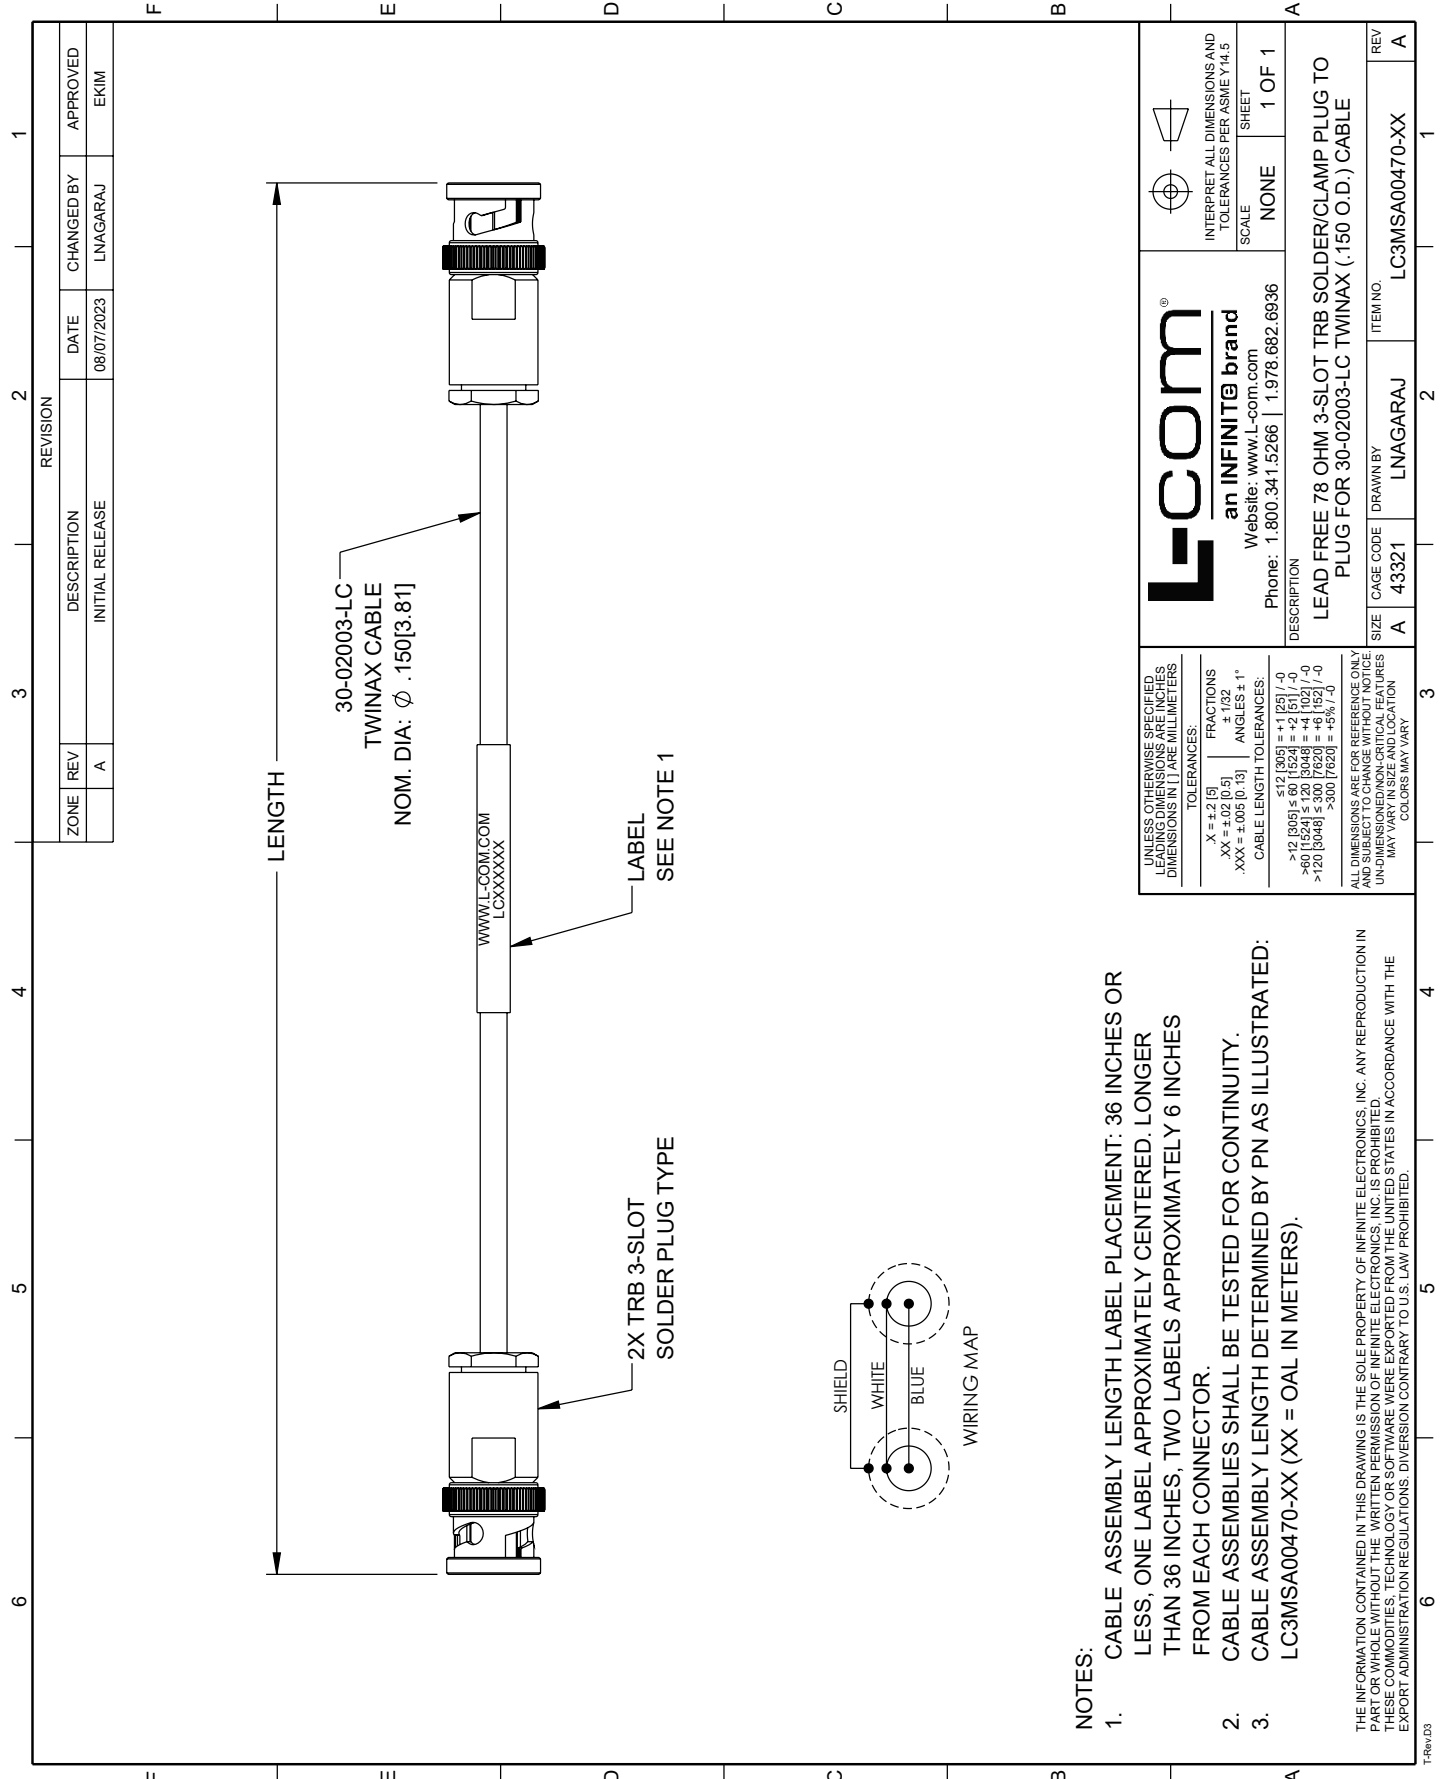 REVISION
ZONE REV DESCRIPTION DATE CHANGED BY APPROVED
A INITIAL RELEASE 08/07/2023 LNAGARAJ EKIM
6 5 4 3 2 1
F
E
D
C
B
A
LENGTH
30-02003-LC
TWINAX CABLE
NOM. DIA: ∅ .150[3.81]
WWW.L-COM.COM
LCXXXXXX
LABEL
SEE NOTE 1
2X TRB 3-SLOT
SOLDER PLUG TYPE
SHIELD
WHITE
BLUE
WIRING MAP
NOTES:
1. CABLE ASSEMBLY LENGTH LABEL PLACEMENT: 36 INCHES OR
LESS, ONE LABEL APPROXIMATELY CENTERED. LONGER
THAN 36 INCHES, TWO LABELS APPROXIMATELY 6 INCHES
FROM EACH CONNECTOR.
2. CABLE ASSEMBLIES SHALL BE TESTED FOR CONTINUITY.
3. CABLE ASSEMBLY LENGTH DETERMINED BY PN AS ILLUSTRATED:
LC3MSA00470-XX (XX = OAL IN METERS).
THE INFORMATION CONTAINED IN THIS DRAWING IS THE SOLE PROPERTY OF INFINITE ELECTRONICS, INC. ANY REPRODUCTION IN
PART OR WHOLE WITHOUT THE WRITTEN PERMISSION OF INFINITE ELECTRONICS, INC. IS PROHIBITED.
THESE COMMODITIES, TECHNOLOGY OR SOFTWARE WERE EXPORTED FROM THE UNITED STATES IN ACCORDANCE WITH THE
EXPORT ADMINISTRATION REGULATIONS. DIVERSION CONTRARY TO U.S. LAW PROHIBITED.
T-Rev.D3
UNLESS OTHERWISE SPECIFIED
LEADING DIMENSIONS ARE INCHES
DIMENSIONS IN [ ] ARE MILLIMETERS
TOLERANCES:
.X = ±.2 [5] FRACTIONS
.XX = ±.02 [0.5] ± 1/32
.XXX = ±.005 [0.13] ANGLES ± 1°
CABLE LENGTH TOLERANCES:
≤12 [305] = +1 [25] / -0
>12 [305] ≤ 60 [1524] = +2 [51] / -0
>60 [1524] ≤ 120 [3048] = +4 [102] / -0
>120 [3048] ≤ 300 [7620] = +6 [152] / -0
>300 [7620] = +5% / -0
ALL DIMENSIONS ARE FOR REFERENCE ONLY
AND SUBJECT TO CHANGE WITHOUT NOTICE.
UN-DIMENSIONED/NON-CRITICAL FEATURES
MAY VARY IN SIZE AND LOCATION
COLORS MAY VARY
L-com®
an INFINIT@ brand
Website: www.L-com.com
Phone: 1.800.341.5266 | 1.978.682.6936
INTERPRET ALL DIMENSIONS AND
TOLERANCES PER ASME Y14.5
SCALE NONE
SHEET 1 OF 1
DESCRIPTION
LEAD FREE 78 OHM 3-SLOT TRB SOLDER/CLAMP PLUG TO
PLUG FOR 30-02003-LC TWINAX (.150 O.D.) CABLE
SIZE A
CAGE CODE 43321
DRAWN BY LNAGARAJ
ITEM NO. LC3MSA00470-XX
REV A
6 5 4 3 2 1
F
E
D
C
B
A